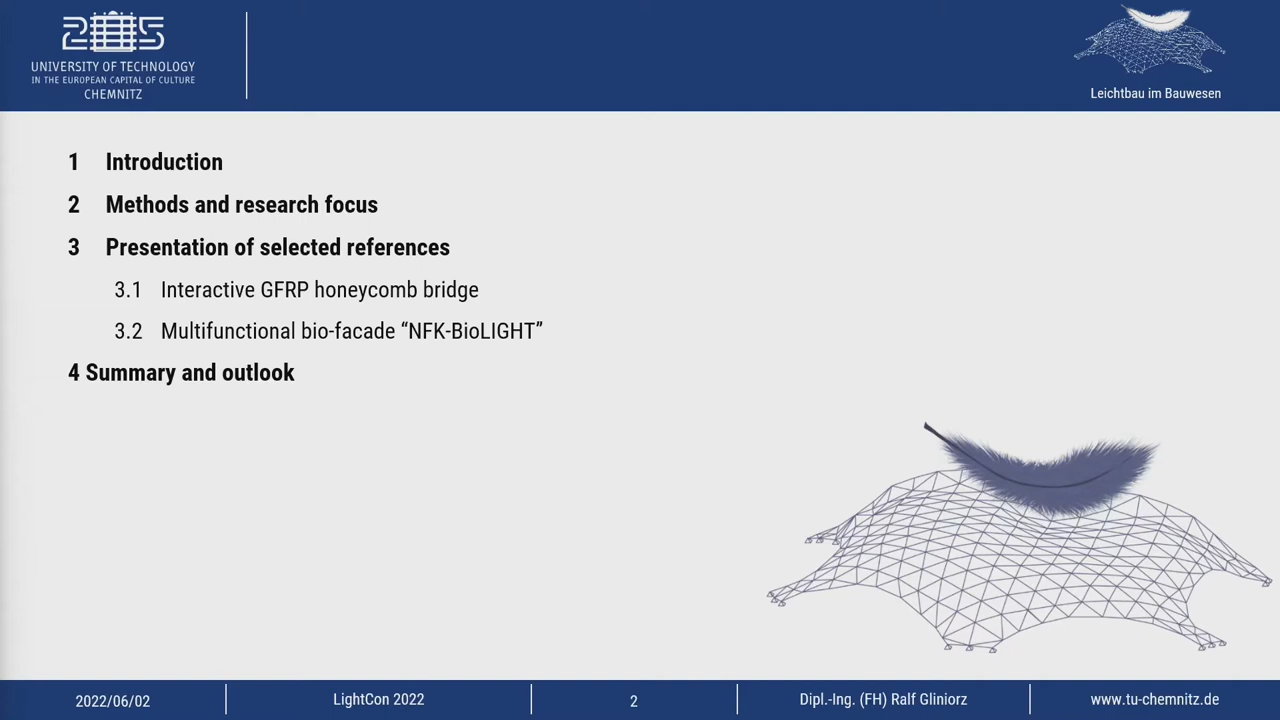 2025
UNIVERSITY OF TECHNOLOGY
IN THE EUROPEAN CAPITAL OF CULTURE
CHEMNITZ
Leichtbau im Bauwesen
1 Introduction
2 Methods and research focus
3 Presentation of selected references
3.1 Interactive GFRP honeycomb bridge
3.2 Multifunctional bio-facade “NFK-BioLIGHT”
4 Summary and outlook
2022/06/02
LightCon 2022
2
Dipl.-Ing. (FH) Ralf Gliniorz
www.tu-chemnitz.de